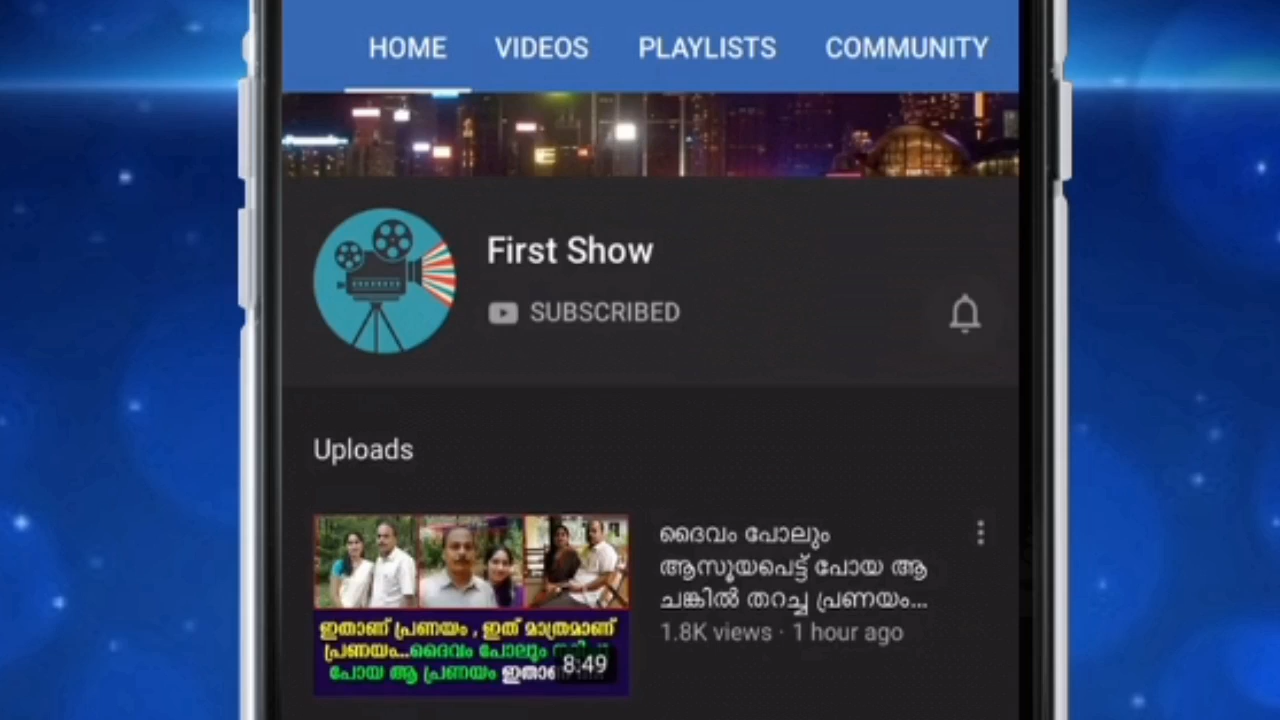 HOME VIDEOS PLAYLISTS COMMUNITY
First Show
SUBSCRIBED
Uploads
ദൈവം പോലും
ആസൂയപെട്ട് പോയ ആ
ചങ്കിൽ തറച്ച പ്രണയം...
1.8K views · 1 hour ago
ഇതാണ് പ്രണയം , ഇത് മാത്രമാണ്
പ്രണയം...ദൈവം പോലും
പോയ ആ പ്രണയം
8:49